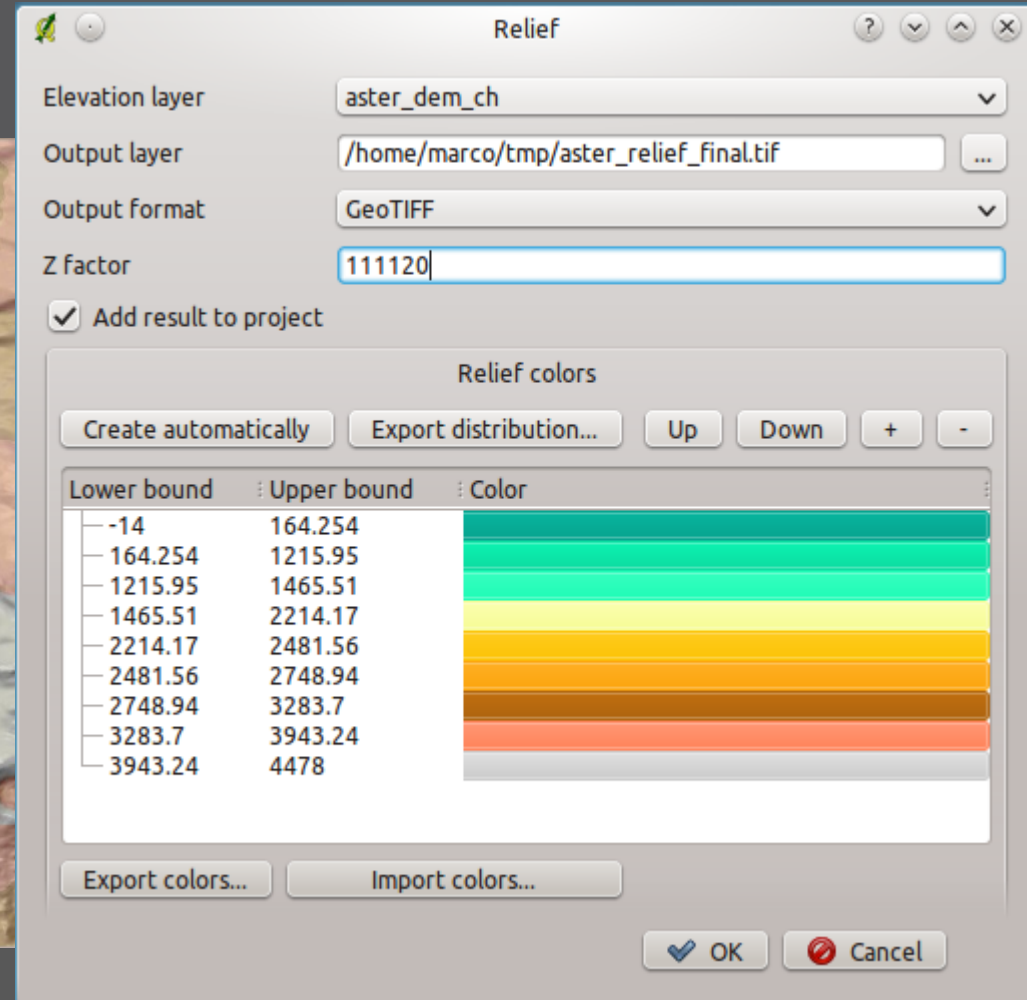 Relief
?
Elevation layer aster_dem_ch
Output layer /home/marco/tmp/aster_relief_final.tif ...
Output format GeoTIFF
Z factor 111120
Add result to project
Relief colors
Create automatically Export distribution... Up Down + -
Lower bound Upper bound Color
-14 164.254
164.254 1215.95
1215.95 1465.51
1465.51 2214.17
2214.17 2481.56
2481.56 2748.94
2748.94 3283.7
3283.7 3943.24
3943.24 4478
Export colors... Import colors...
OK Cancel